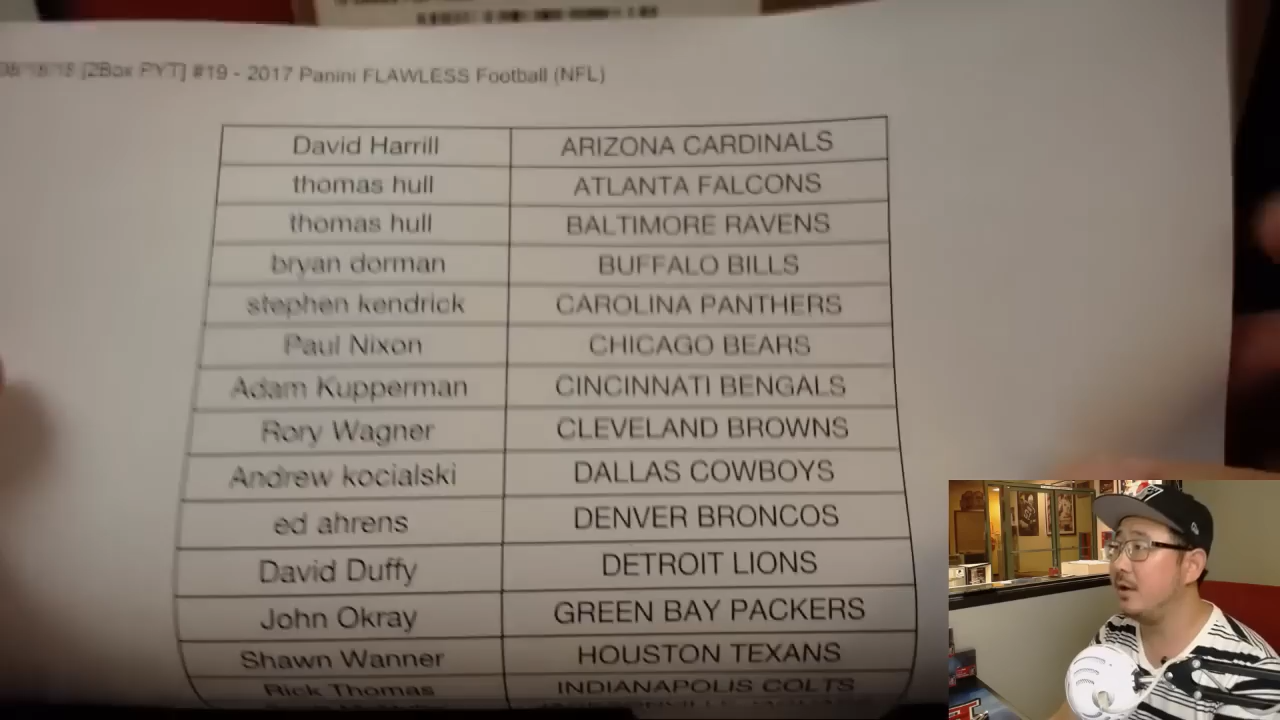 [2Box PYT] #19 - 2017 Panini FLAWLESS Football (NFL)
David Harrill ARIZONA CARDINALS
thomas hull ATLANTA FALCONS
thomas hull BALTIMORE RAVENS
bryan dorman BUFFALO BILLS
stephen kendrick CAROLINA PANTHERS
Paul Nixon CHICAGO BEARS
Adam Kupperman CINCINNATI BENGALS
Rory Wagner CLEVELAND BROWNS
Andrew kocialski DALLAS COWBOYS
ed ahrens DENVER BRONCOS
David Duffy DETROIT LIONS
John Okray GREEN BAY PACKERS
Shawn Wanner HOUSTON TEXANS
Rick Thomas INDIANAPOLIS COLTS